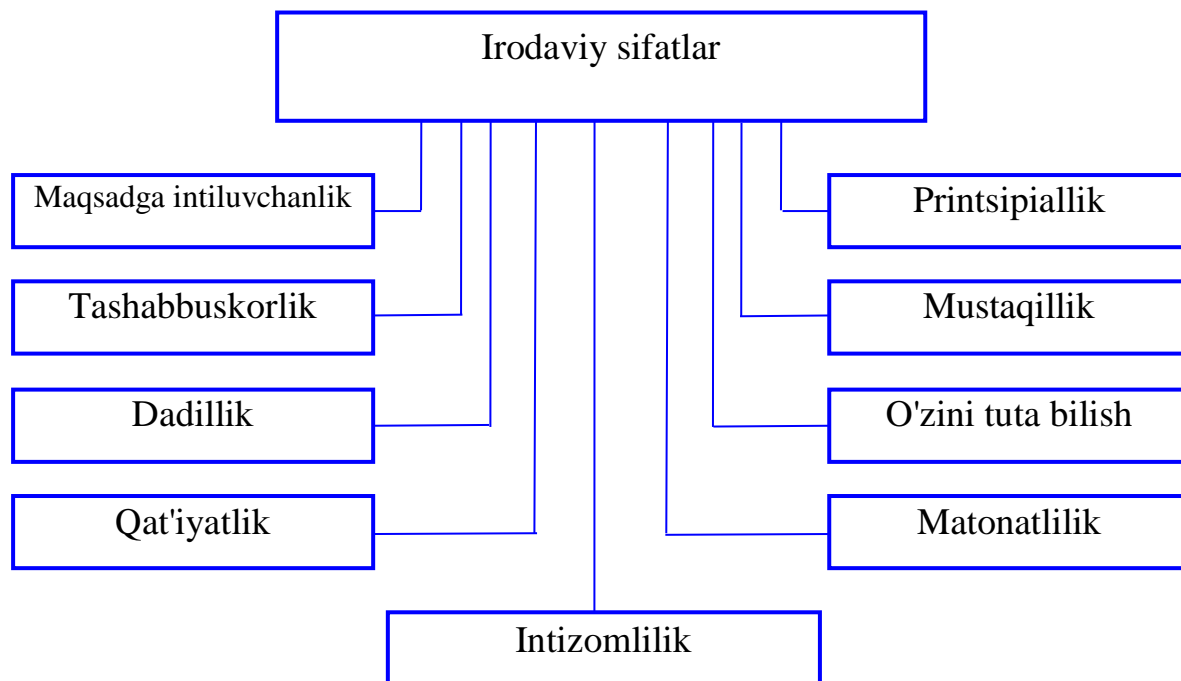 Irodaviy sifatlar
Maqsadga intiluvchanlik
Printsipiallik
Tashabbuskorlik
Mustaqillik
Dadillik
O'zini tuta bilish
Qat'iyatlik
Matonatlilik
Intizomlilik